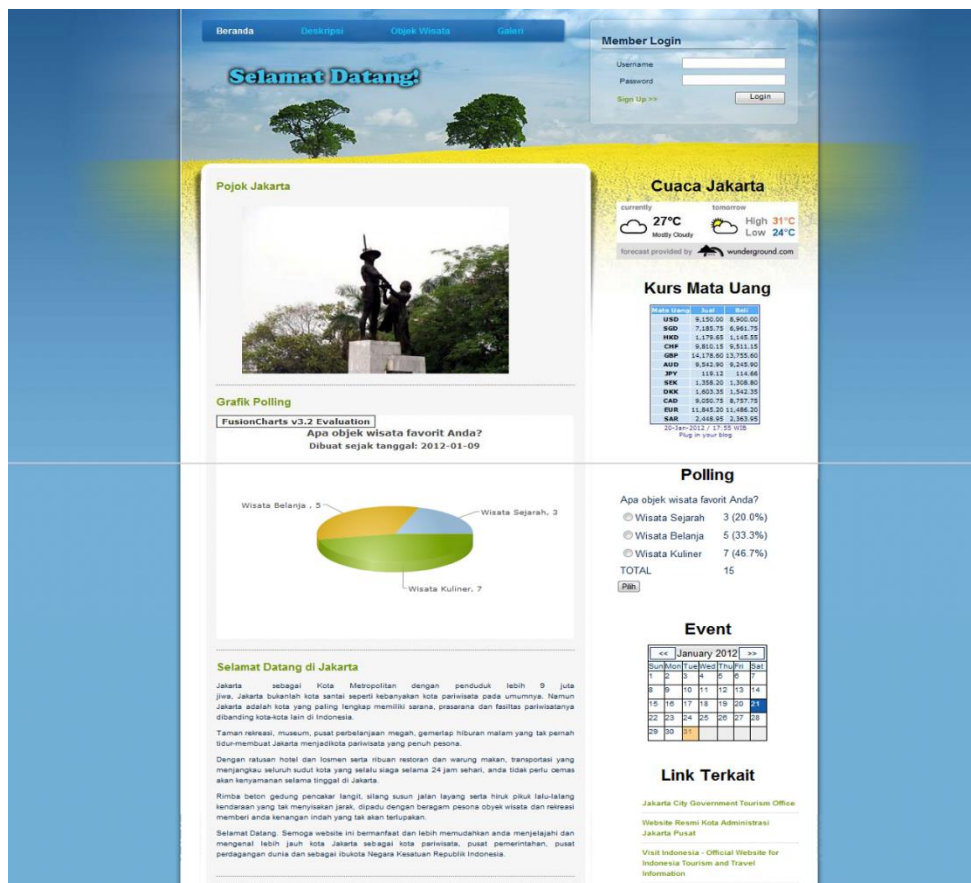 Beranda Deskripsi Objek Wisata Galeri
Selamat Datang!
Member Login
Username
Password
Sign Up >> Login
Pojok Jakarta
Grafik Polling
FusionCharts v3.2 Evaluation
Apa objek wisata favorit Anda?
Dibuat sejak tanggal: 2012-01-09
Wisata Belanja , 5
Wisata Sejarah, 3
Wisata Kuliner, 7
Selamat Datang di Jakarta
Jakarta sebagai Kota Metropolitan dengan penduduk lebih 9 juta
jiwa, Jakarta bukanlah kota santai seperti kebanyakan kota pariwisata pada umumnya. Namun
Jakarta adalah kota yang paling lengkap memiliki sarana, prasarana dan fasiltas pariwisatanya
dibanding kota-kota lain di Indonesia.
Taman rekreasi, museum, pusat perbelanjaan megah, gemerlap hiburan malam yang tak pernah
tidur-membuat Jakarta menjadikota pariwisata yang penuh pesona.
Dengan ratusan hotel dan losmen serta ribuan restoran dan warung makan, transportasi yang
menjangkau seluruh sudut kota yang selalu siaga selama 24 jam sehari, anda tidak perlu cemas
akan kenyamanan selama tinggal di Jakarta.
Rimba beton gedung pencakar langit, silang susun jalan layang serta hiruk pikuk lalu-lalang
kendaraan yang tak menyisakan jarak, dipadu dengan beragam pesona obyek wisata dan rekreasi
memberi anda kenangan indah yang tak akan terlupakan.
Selamat Datang. Semoga website ini bermanfaat dan lebih memudahkan anda menjelajahi dan
mengenal lebih jauh kota Jakarta sebagai kota pariwisata, pusat pemerintahan, pusat
perdagangan dunia dan sebagai ibukota Negara Kesatuan Republik Indonesia.
Cuaca Jakarta
currently tomorrow
27°C High 31°C
Mostly Cloudy Low 24°C
forecast provided by wunderground.com
Kurs Mata Uang
Mata Uang Jual Beli
USD 9,150.00 8,900.00
SGD 7,185.75 6,961.75
HKD 1,179.65 1,145.55
CHF 9,810.15 9,511.15
GBP 14,178.60 13,755.60
AUD 9,542.90 9,245.90
JPY 119.12 114.66
SEK 1,358.20 1,308.80
DKK 1,603.35 1,542.35
CAD 9,050.75 8,757.75
EUR 11,845.20 11,486.20
SAR 2,448.95 2,363.95
20-Jan-2012 / 17:55 WIB
Plug in your blog
Polling
Apa objek wisata favorit Anda?
Wisata Sejarah 3 (20.0%)
Wisata Belanja 5 (33.3%)
Wisata Kuliner 7 (46.7%)
TOTAL 15
Pilih
Event
<< January 2012 >>
Sun Mon Tue Wed Thu Fri Sat
1 2 3 4 5 6 7
8 9 10 11 12 13 14
15 16 17 18 19 20 21
22 23 24 25 26 27 28
29 30 31
Link Terkait
Jakarta City Government Tourism Office
Website Resmi Kota Administrasi
Jakarta Pusat
Visit Indonesia - Official Website for
Indonesia Tourism and Travel
Information